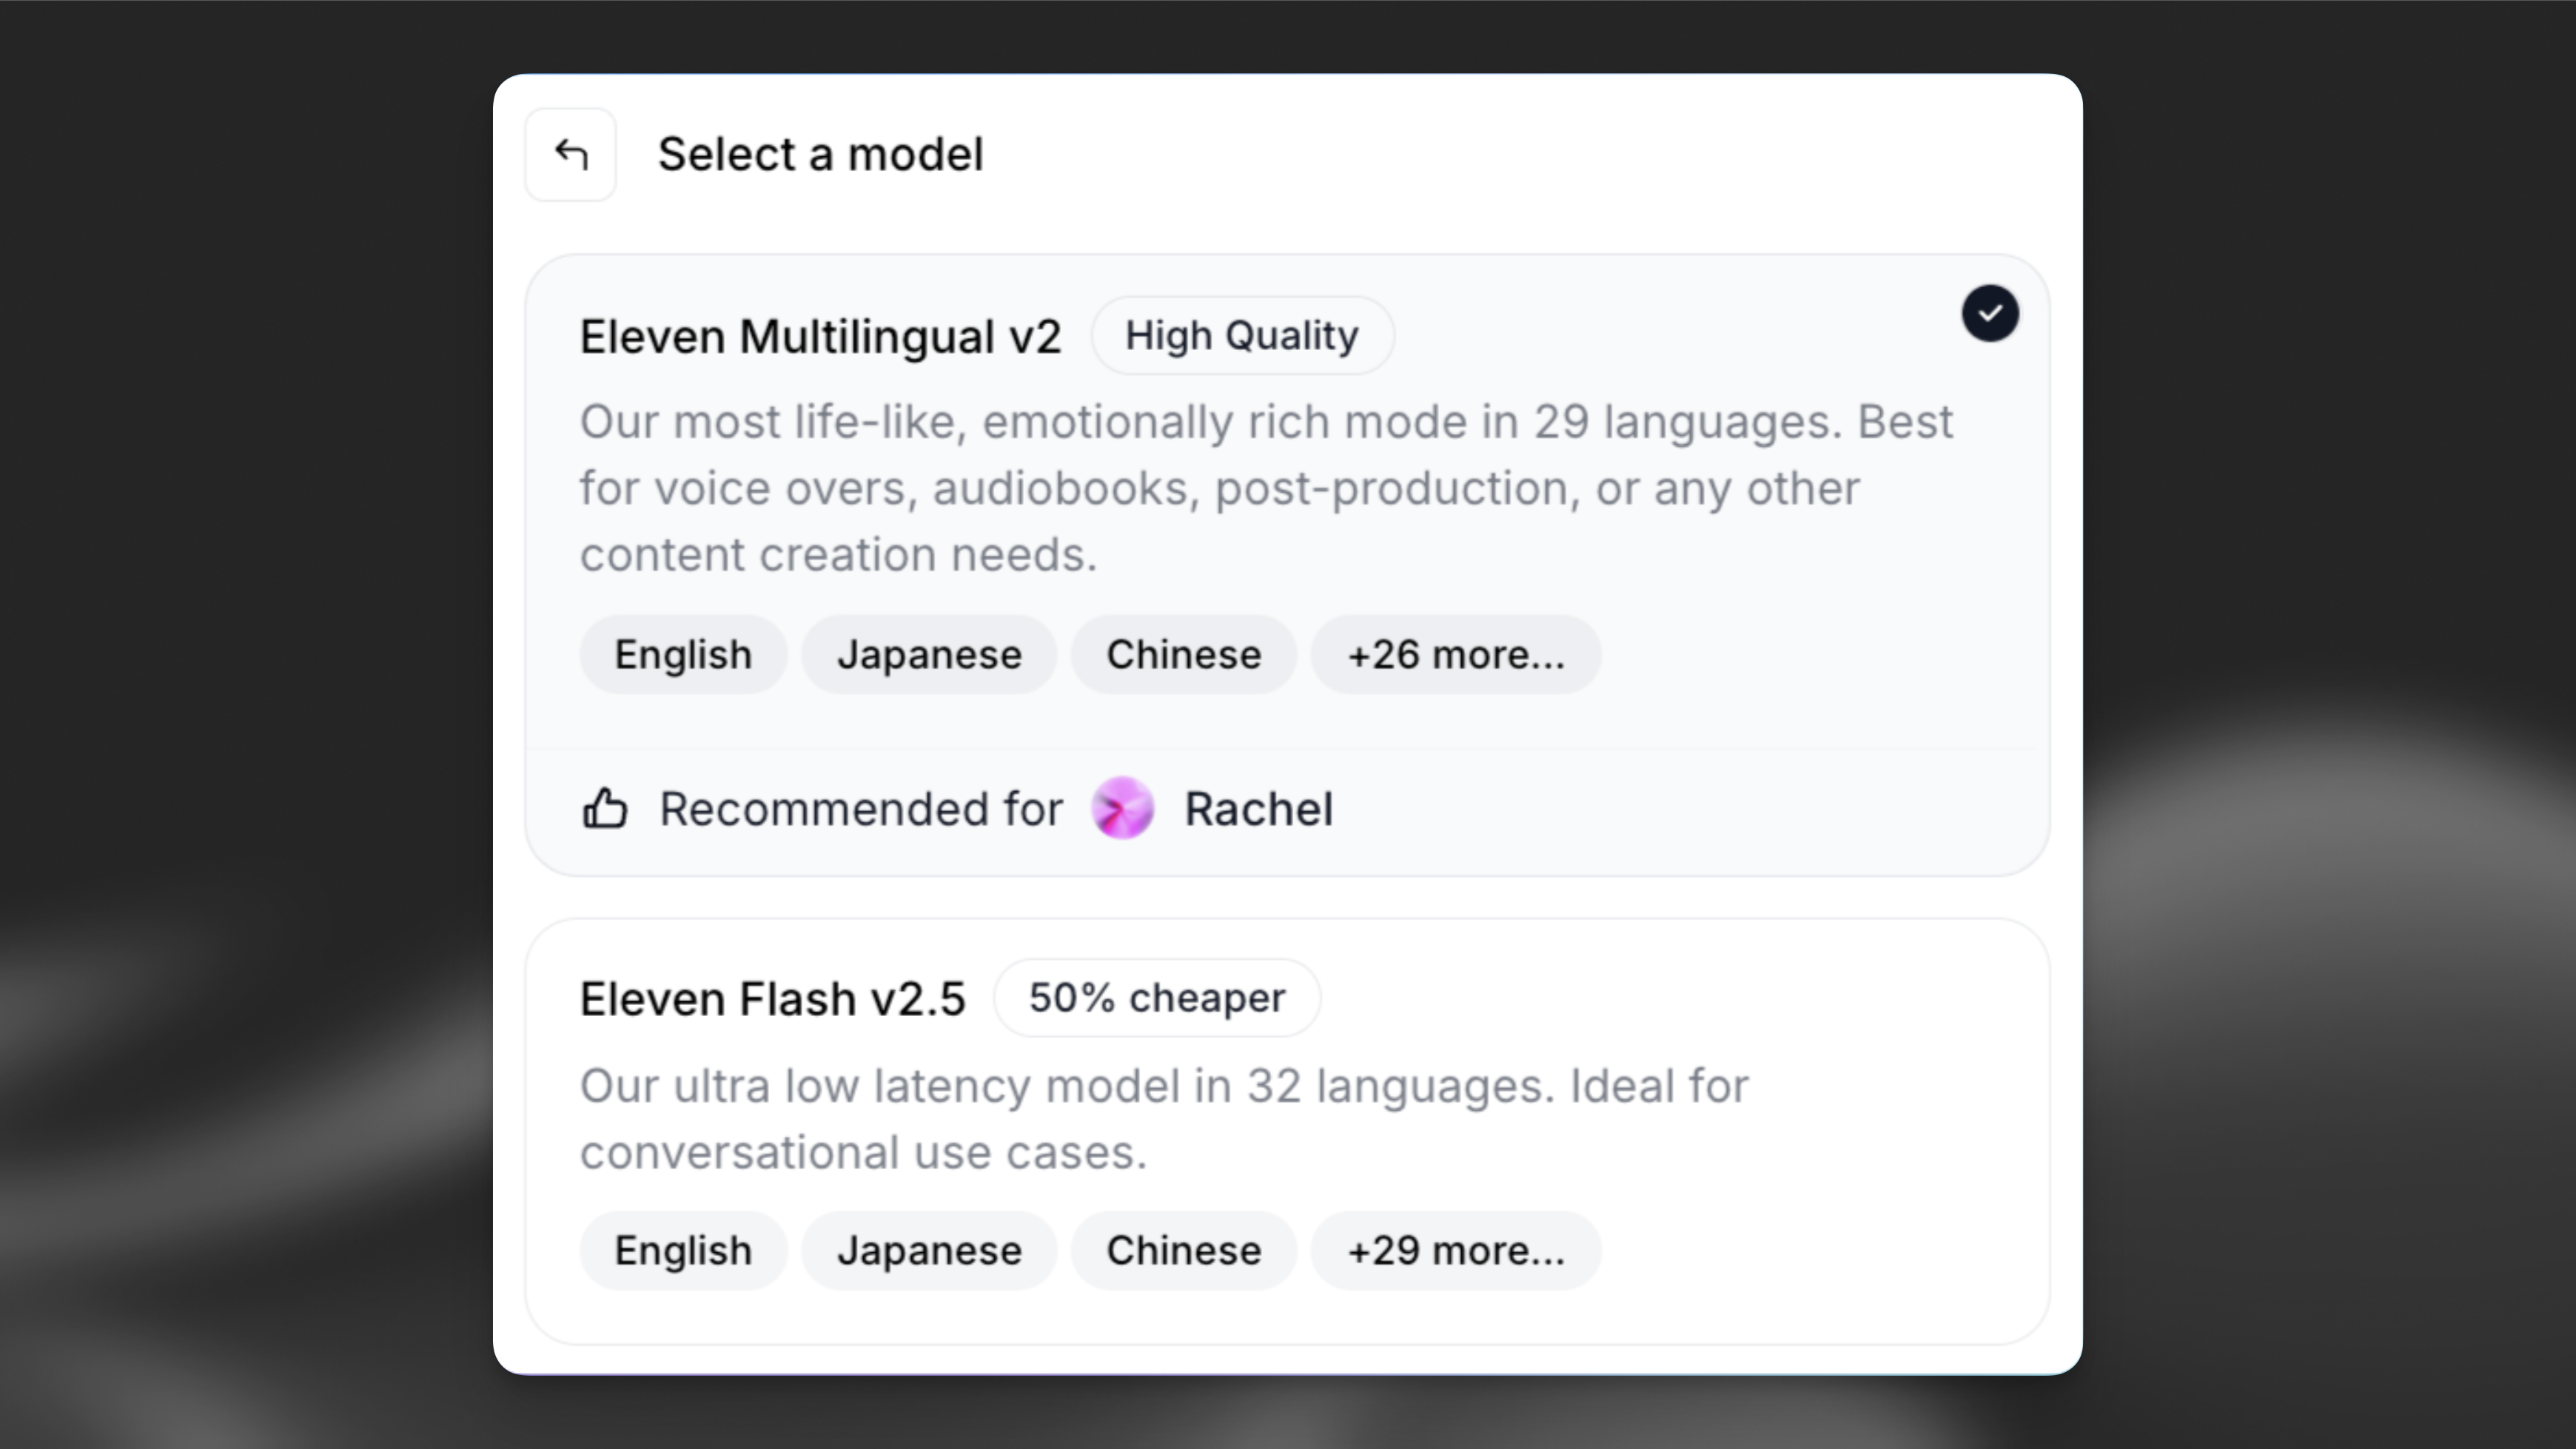 Select a model
Eleven Multilingual v2 High Quality
Our most life-like, emotionally rich mode in 29 languages. Best
for voice overs, audiobooks, post-production, or any other
content creation needs.
English Japanese Chinese +26 more...
Recommended for Rachel
Eleven Flash v2.5 50% cheaper
Our ultra low latency model in 32 languages. Ideal for
conversational use cases.
English Japanese Chinese +29 more...